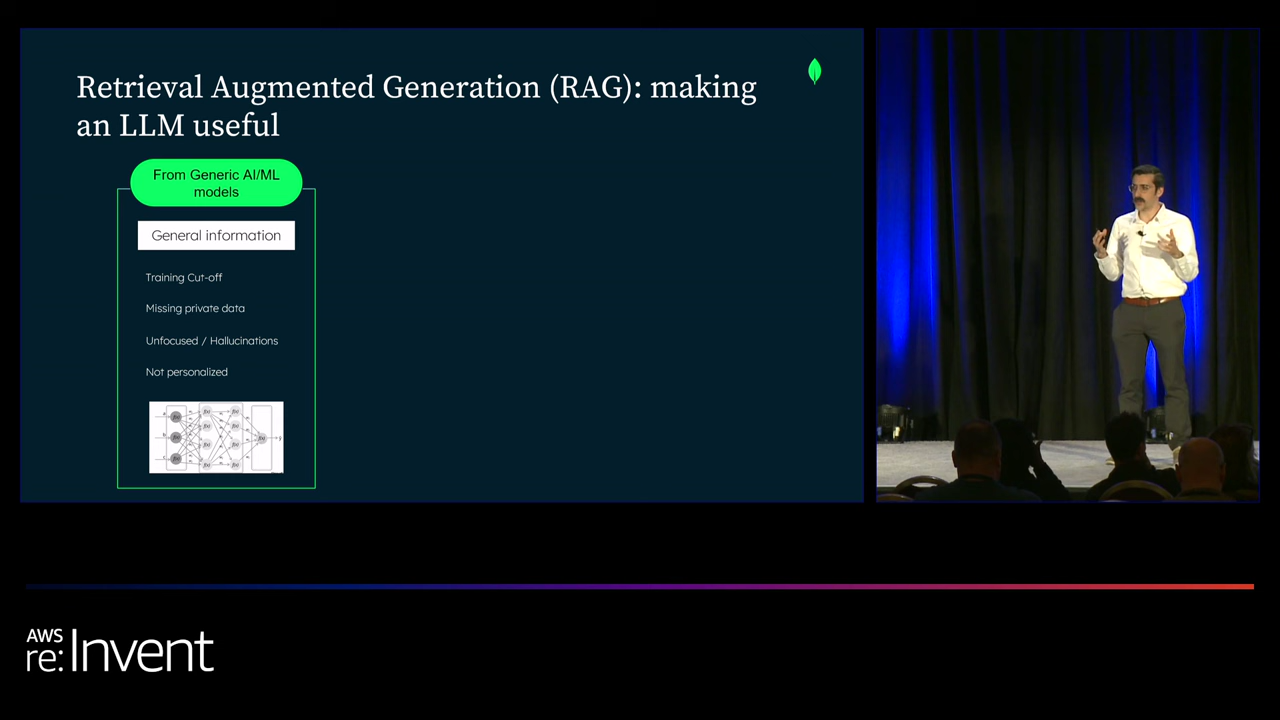 Retrieval Augmented Generation (RAG): making
an LLM useful
From Generic AI/ML
models
General information
Training Cut-off
Missing private data
Unfocused / Hallucinations
Not personalized
AWS
re:Invent